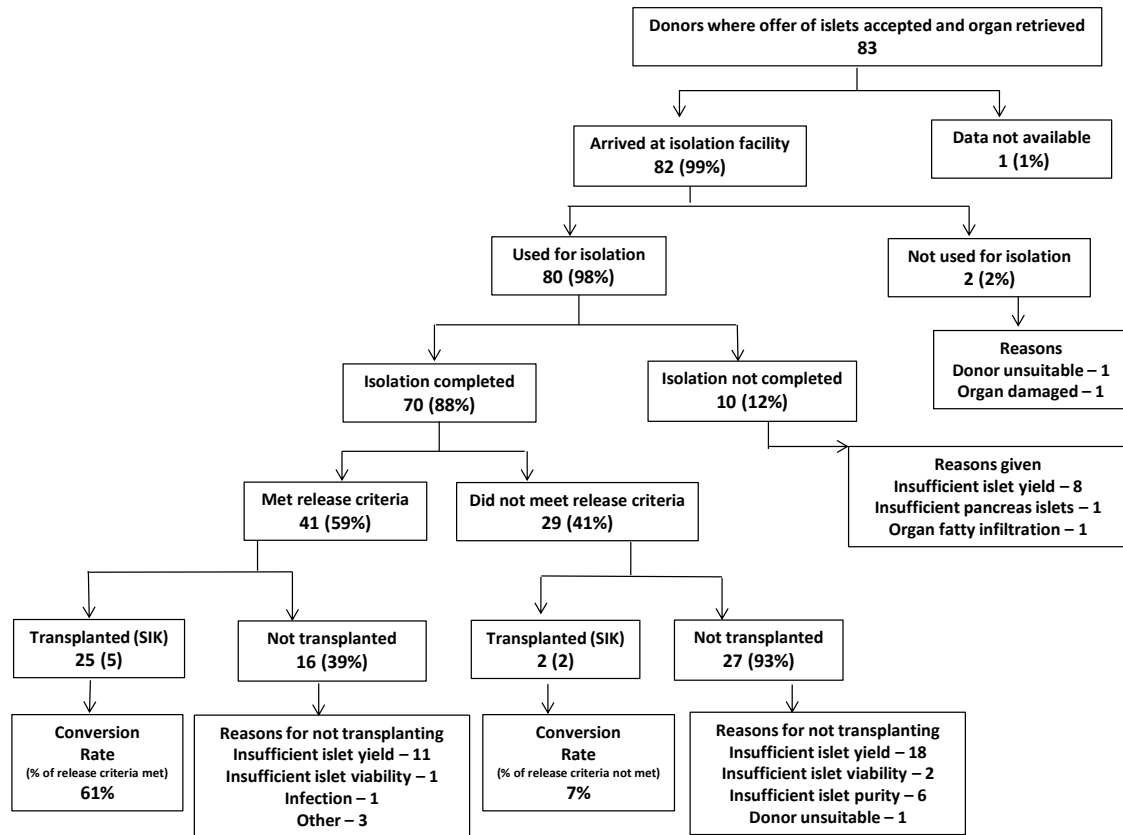 Donors where offer of islets accepted and organ retrieved
83
Arrived at isolation facility
82 (99%)
Data not available
1 (1%)
Used for isolation
80 (98%)
Not used for isolation
2 (2%)
Reasons
Donor unsuitable – 1
Organ damaged – 1
Isolation completed
70 (88%)
Isolation not completed
10 (12%)
Reasons given
Insufficient islet yield – 8
Insufficient pancreas islets – 1
Organ fatty infiltration – 1
Met release criteria
41 (59%)
Did not meet release criteria
29 (41%)
Transplanted (SIK)
25 (5)
Not transplanted
16 (39%)
Transplanted (SIK)
2 (2)
Not transplanted
27 (93%)
Conversion
Rate
(% of release criteria met)
61%
Reasons for not transplanting
Insufficient islet yield – 11
Insufficient islet viability – 1
Infection – 1
Other – 3
Conversion
Rate
(% of release criteria not met)
7%
Reasons for not transplanting
Insufficient islet yield – 18
Insufficient islet viability – 2
Insufficient islet purity – 6
Donor unsuitable – 1